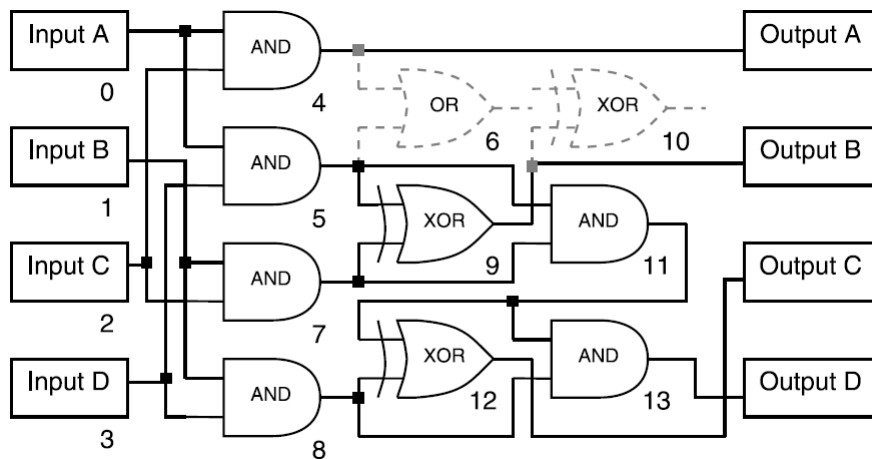 Input A
AND
Output A
0
4
OR
XOR
6
10
Input B
AND
Output B
1
5
XOR
AND
9
11
Input C
AND
Output C
2
7
XOR
AND
12
13
Input D
AND
Output D
3
8